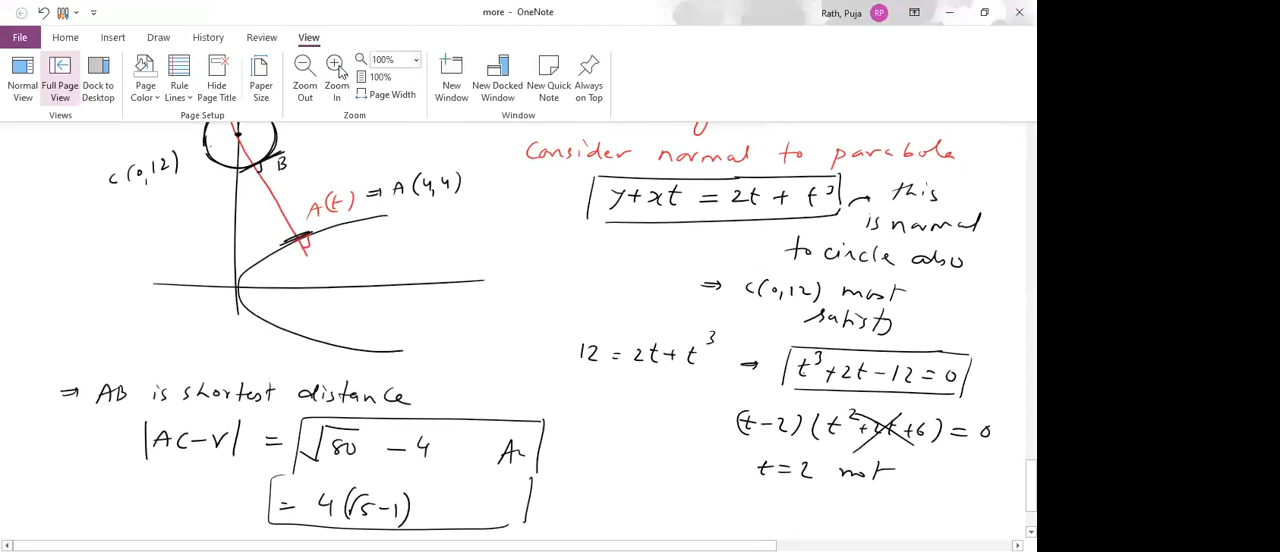 more - OneNote
Rath, Puja
RP
File
Home
Insert
Draw
History
Review
View
100%
Normal View
Full Page View
Dock to Desktop
Page Color
Rule Lines
Hide Page Title
Paper Size
Zoom Out
Zoom In
100%
Page Width
New Window
New Docked Window
New Quick Note
Always on Top
Views
Page Setup
Zoom
Window
C(0,12)
B
A(t) ⇒ A(4,4)
⇒ AB is shortest distance
|AC-r| = √80 - 4
= 4(√5-1)
Consider normal to parabola
y+xt = 2t + t³
this
is normal
to circle also
⇒ C(0,12) must
satisfy
12 = 2t + t³ ⇒ t³+2t-12=0
(t-2)(t²+2t+6) = 0
t=2